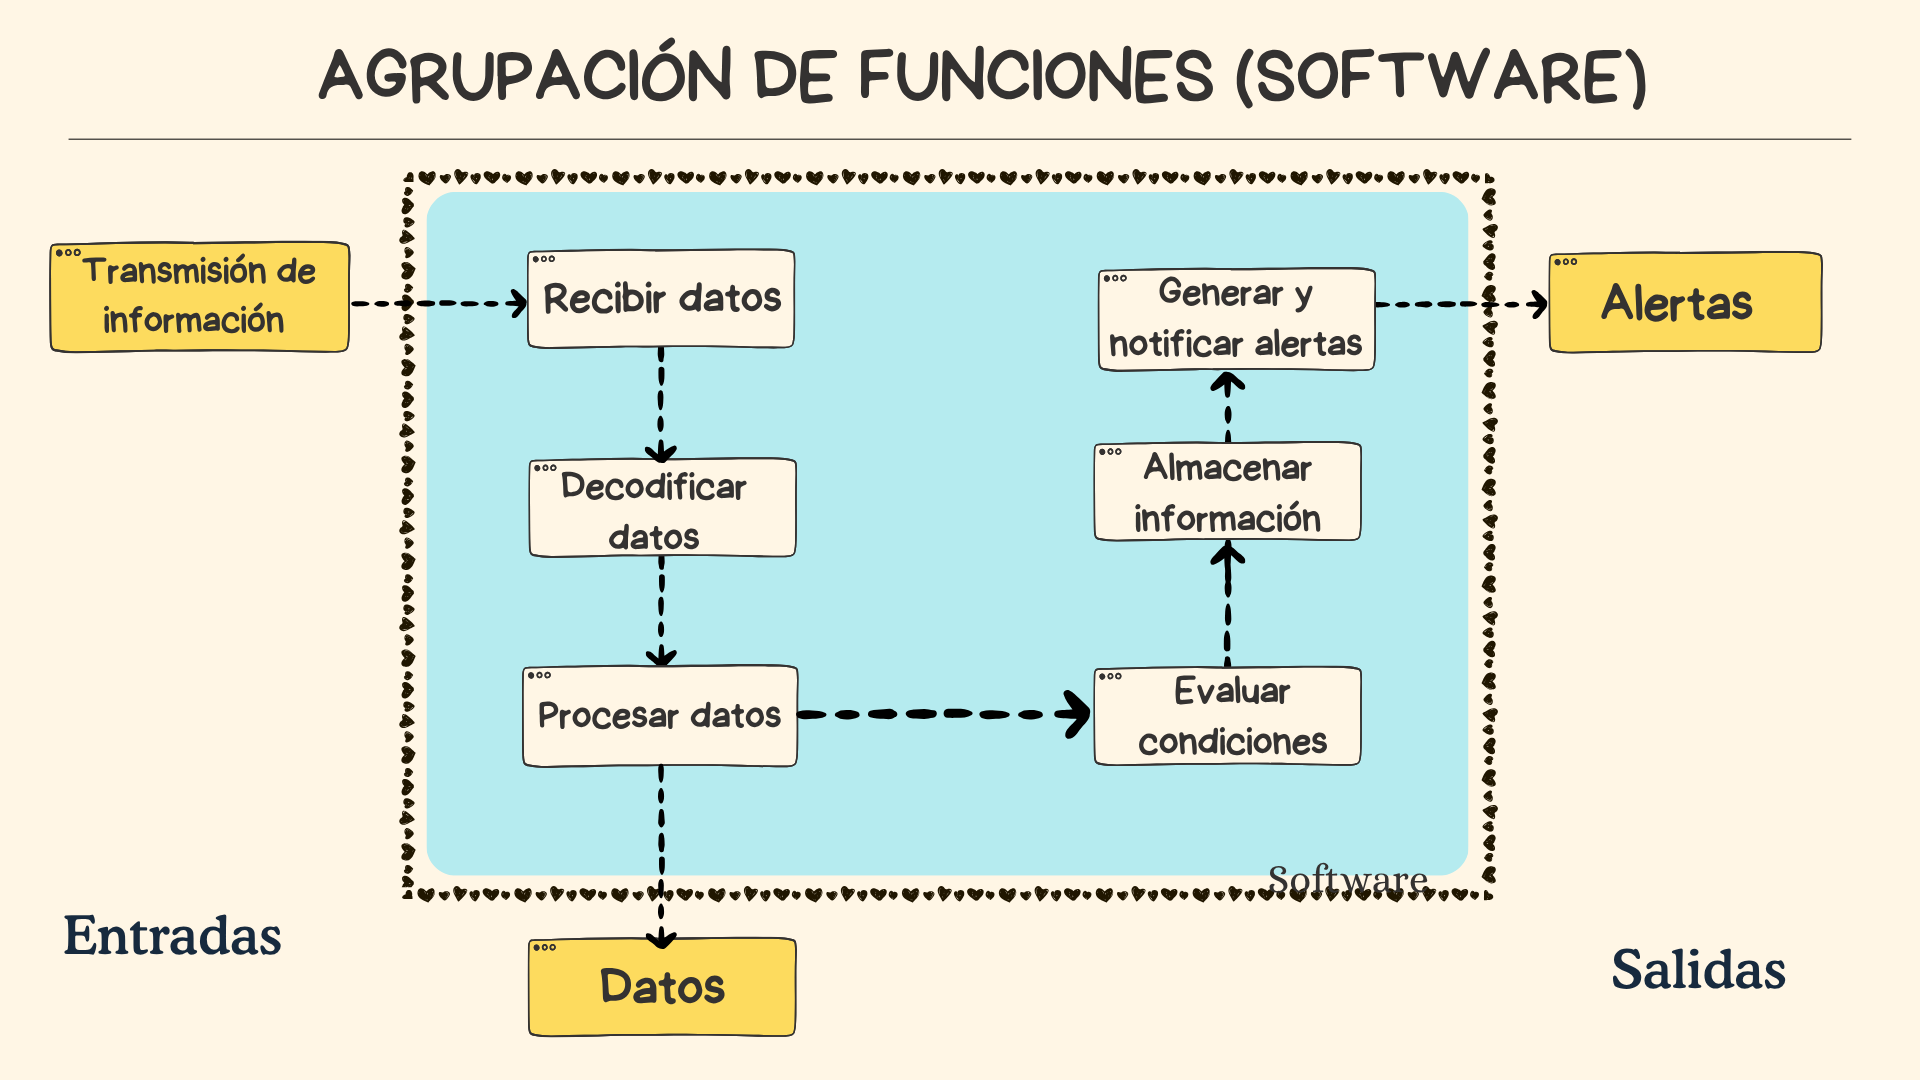 AGRUPACIÓN DE FUNCIONES (SOFTWARE)
Transmisión de
información
Recibir datos
Decodificar
datos
Procesar datos
Datos
Evaluar
condiciones
Almacenar
información
Generar y
notificar alertas
Alertas
Software
Entradas
Salidas